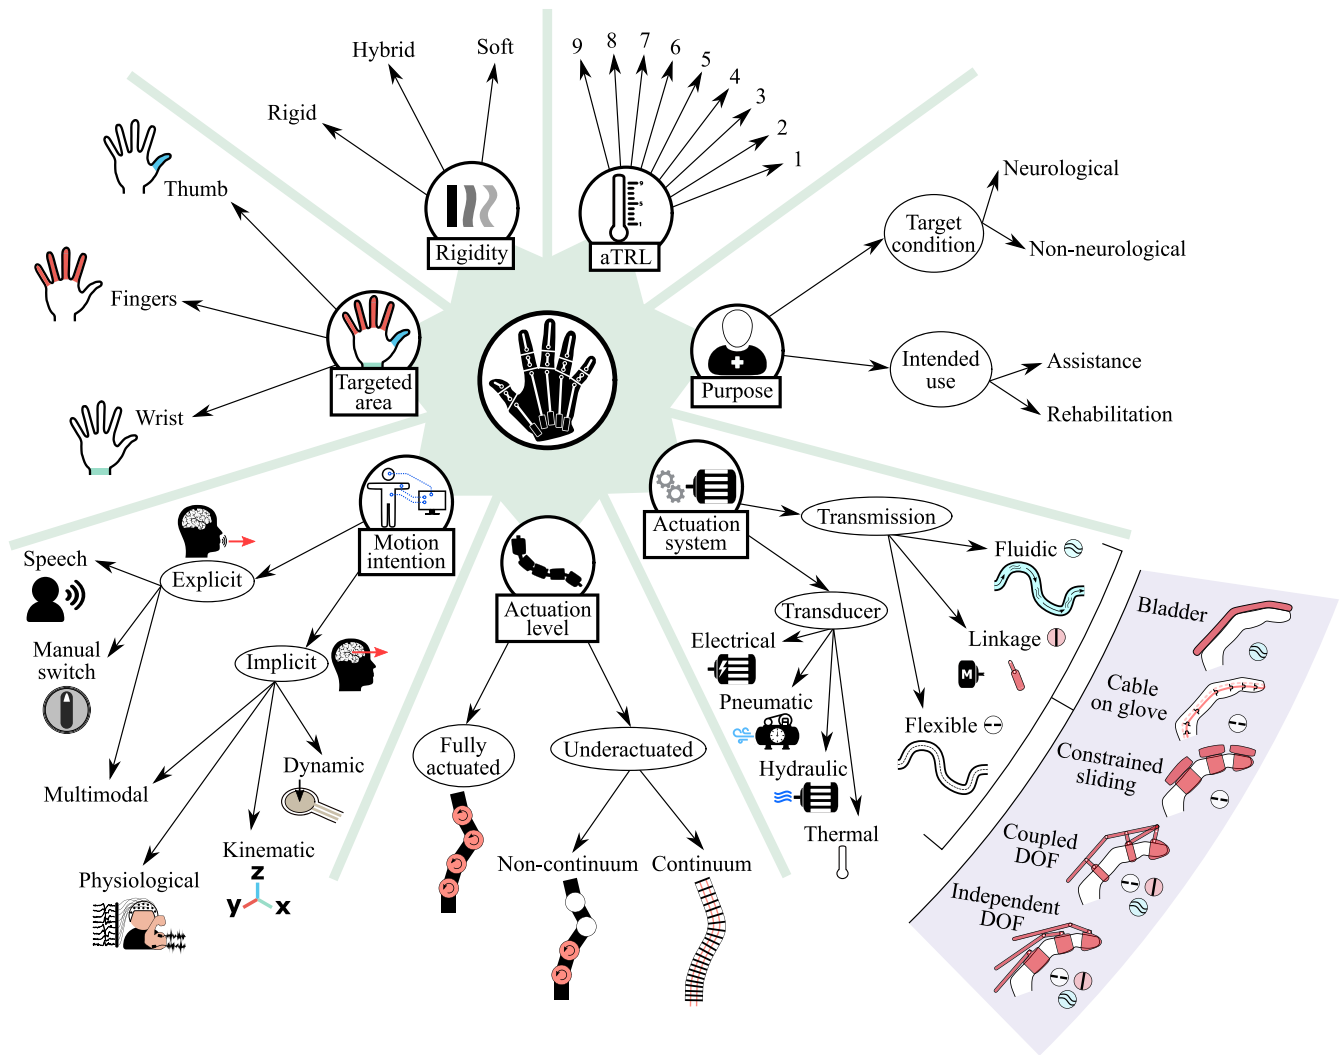 Hybrid
Soft
Rigid
Rigidity
9
8
7
6
5
4
3
2
1
9
5
1
aTRL
Thumb
Fingers
Wrist
Targeted
area
Purpose
Target
condition
Neurological
Non-neurological
Intended
use
Assistance
Rehabilitation
Motion
intention
Explicit
Speech
Manual
switch
Multimodal
Implicit
Dynamic
Kinematic
z
y
x
Physiological
Actuation
level
Fully
actuated
Underactuated
Non-continuum
Continuum
Actuation
system
Transmission
Fluidic
Linkage
M
Flexible
Transducer
Electrical
Pneumatic
Hydraulic
Thermal
Bladder
Cable
on glove
Constrained
sliding
Coupled
DOF
Independent
DOF